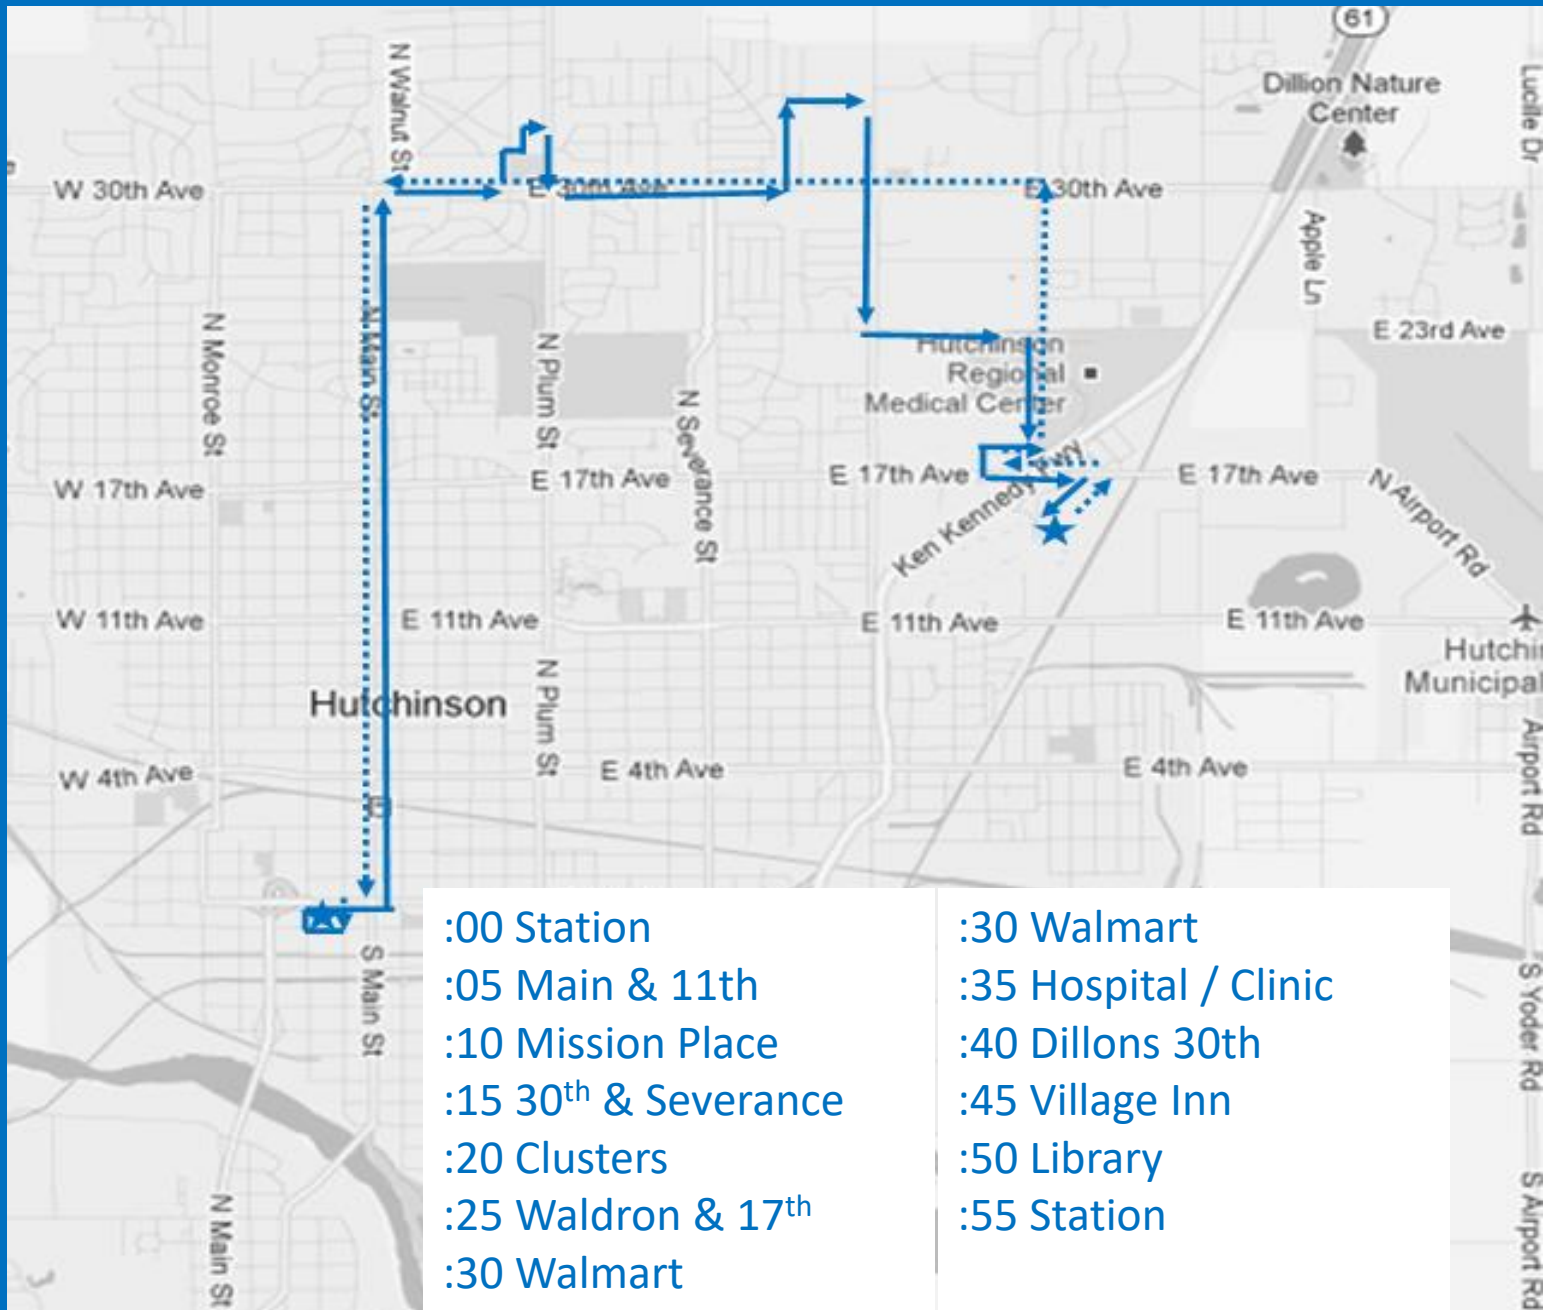 61
Dillion Nature
Center
Lucille Dr
N Walnut St
W 30th Ave
E 30th Ave
E 30th Ave
Apple Ln
E 23rd Ave
N Monroe St
N Main St
N Plum St
N Severance St
Hutchinson
Regional
Medical Center
W 17th Ave
E 17th Ave
E 17th Ave
E 17th Ave
Ken Kennedy Pwy
N Airport Rd
W 11th Ave
E 11th Ave
E 11th Ave
E 11th Ave
Hutchin
Municipal
Hutchinson
N Plum St
W 4th Ave
E 4th Ave
E 4th Ave
Airport Rd
S Main St
S Yoder Rd
N Main St
S Airport Rd
:00 Station
:05 Main & 11th
:10 Mission Place
:15 30th & Severance
:20 Clusters
:25 Waldron & 17th
:30 Walmart
:30 Walmart
:35 Hospital / Clinic
:40 Dillons 30th
:45 Village Inn
:50 Library
:55 Station